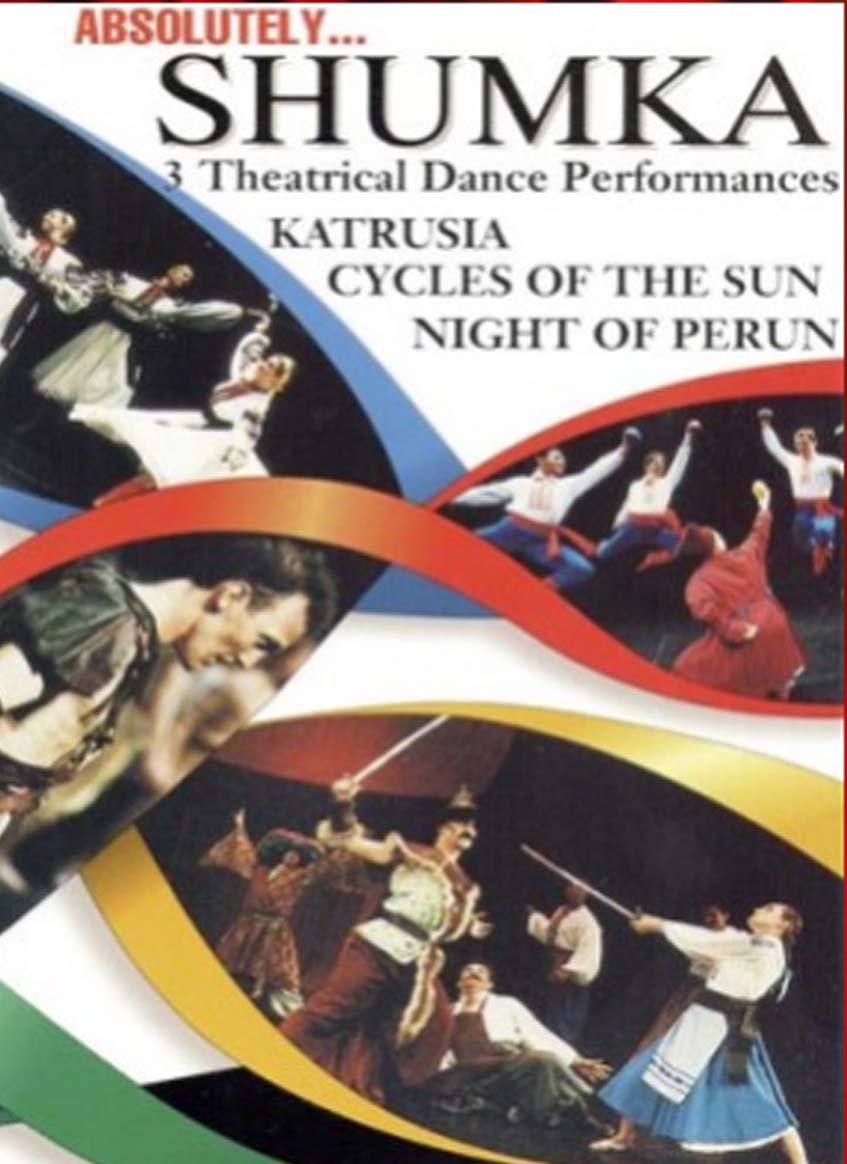 ABSOLUTELY...
SHUMKA
3 Theatrical Dance Performances
KATRUSIA
CYCLES OF THE SUN
NIGHT OF PERUN